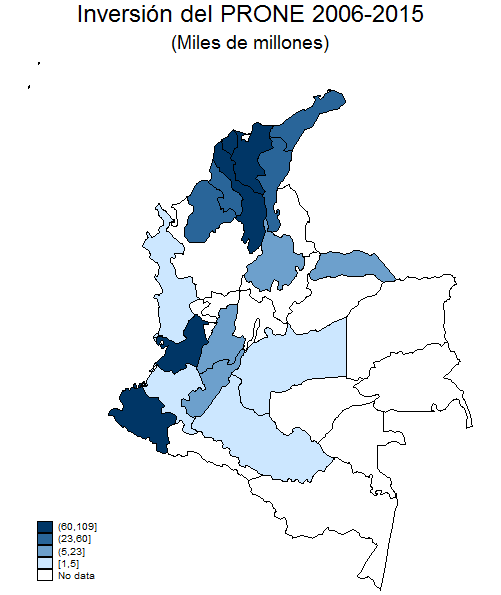 Inversión del PRONE 2006-2015
(Miles de millones)
(60,109]
(23,60]
(5,23]
[1,5]
No data